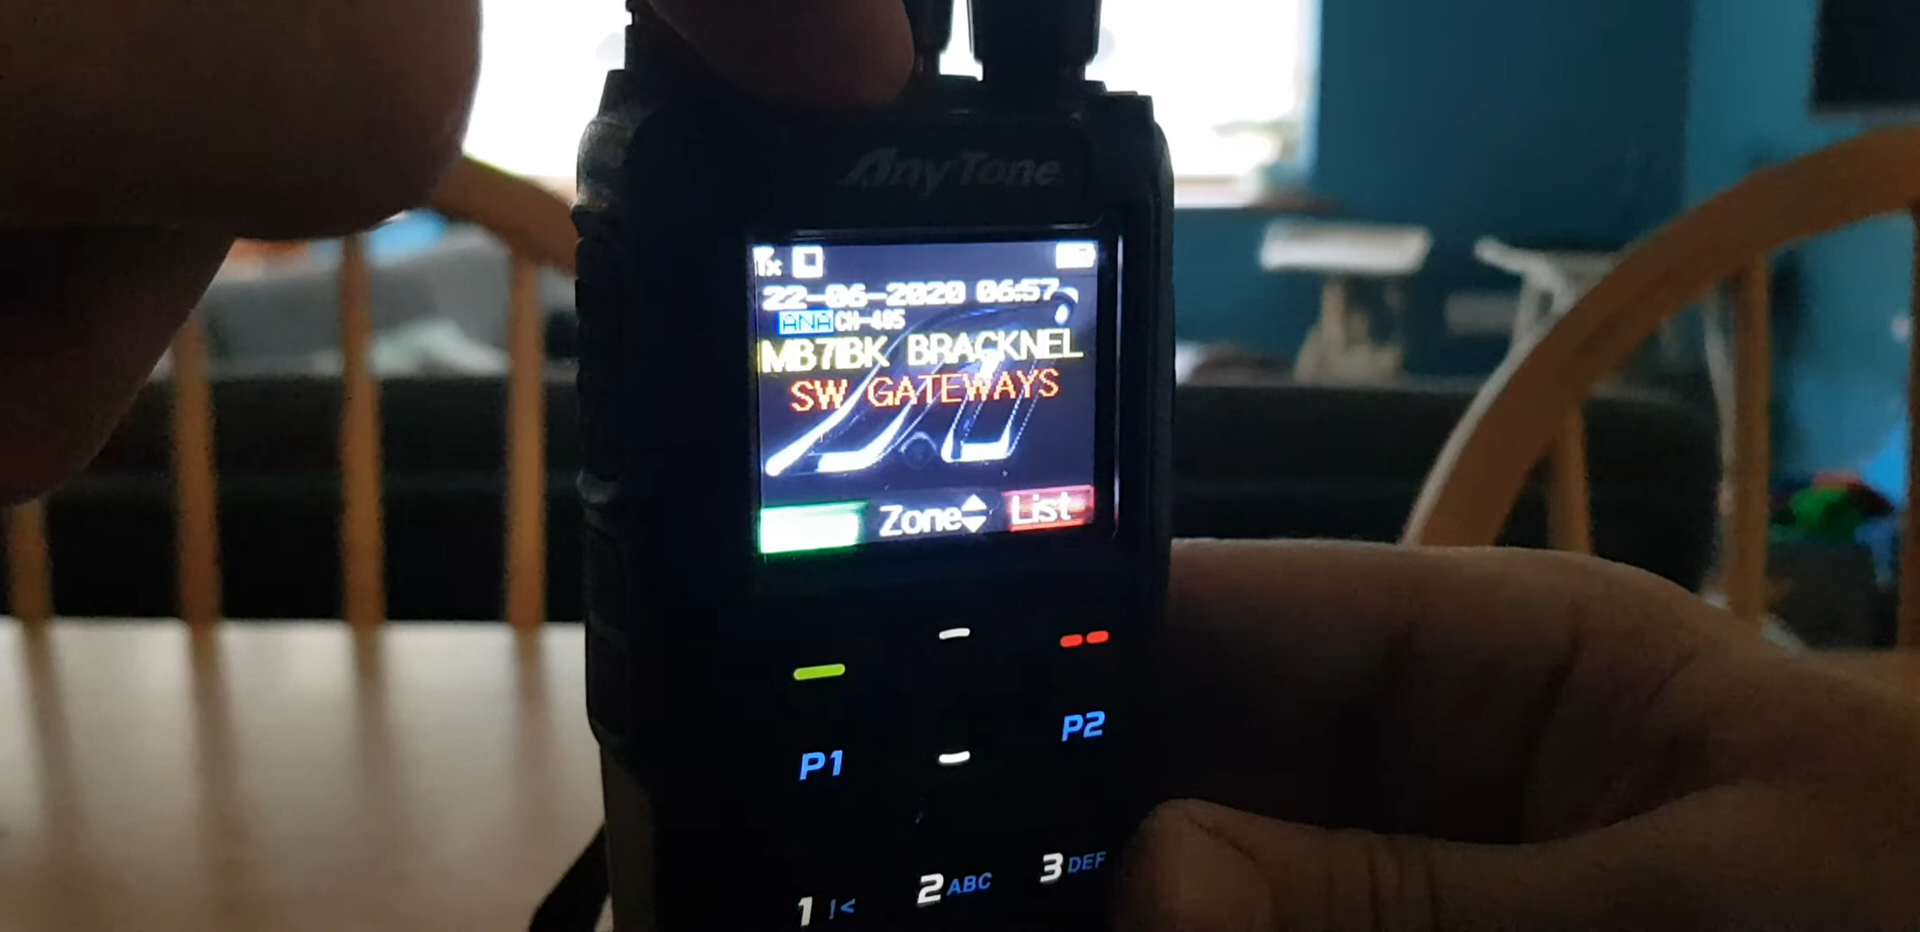 AnyTone
Tx
22-06-2020 06:57
ANA CH-405
MB7IBK BRACKNEL
SW GATEWAYS
Zone List
P1 P2
1 !< 2 ABC 3 DEF